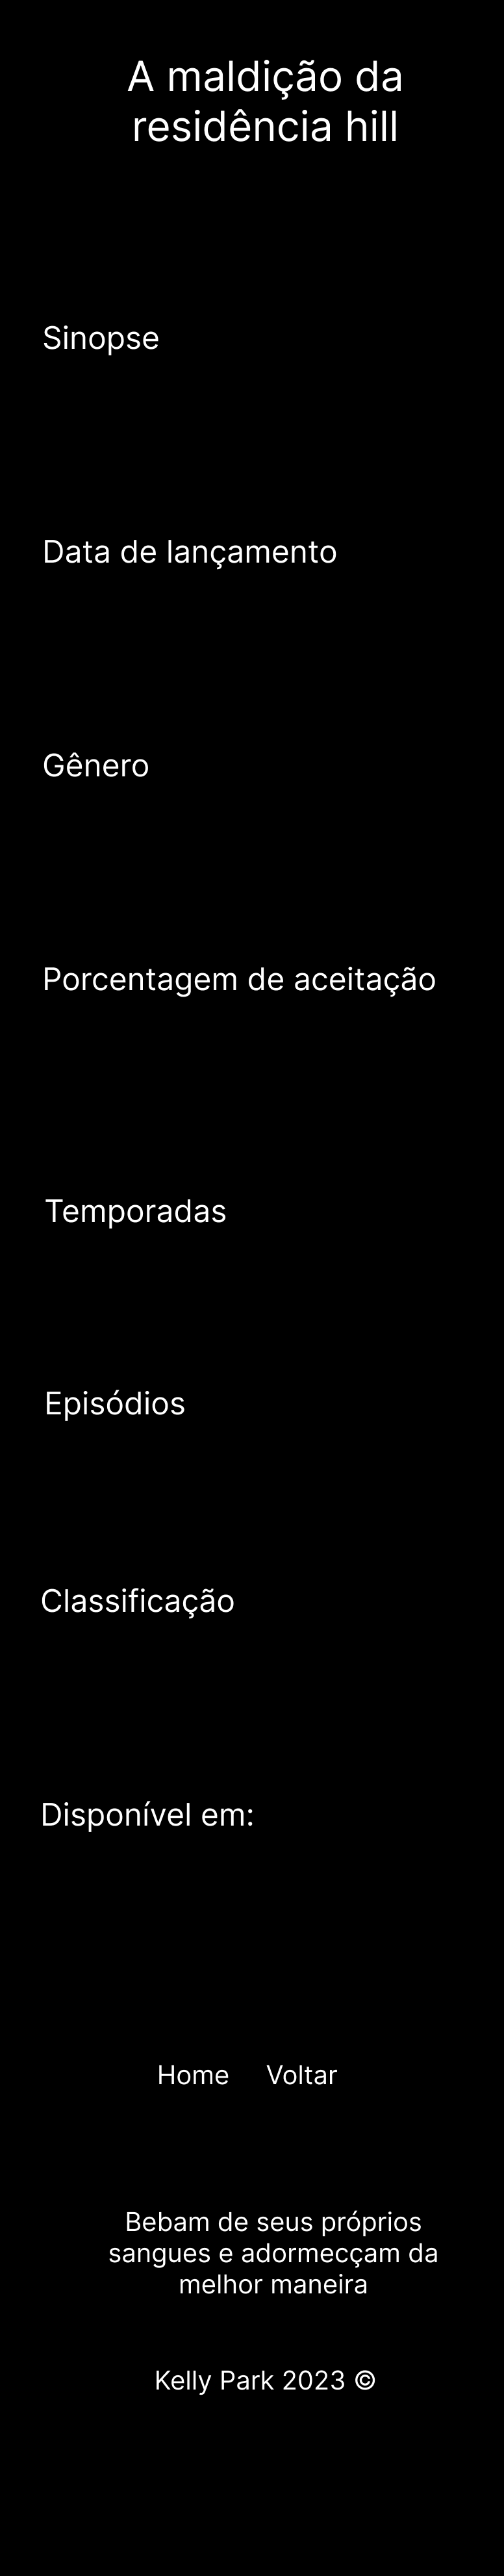 A maldição da
residência hill
Sinopse
Data de lançamento
Gênero
Porcentagem de aceitação
Temporadas
Episódios
Classificação
Disponível em:
Home Voltar
Bebam de seus próprios
sangues e adormecçam da
melhor maneira
Kelly Park 2023 ©